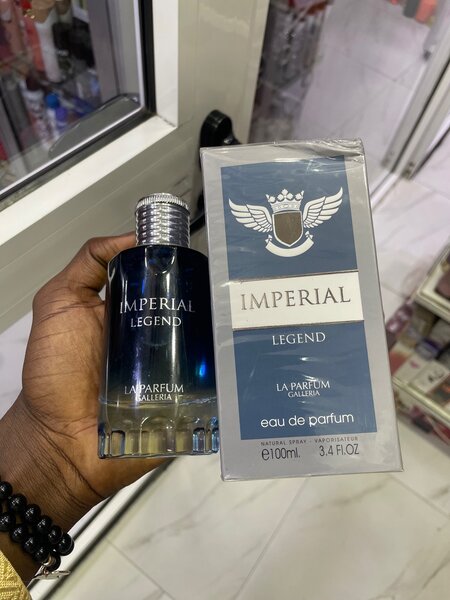 IMPERIAL
LEGEND
LA PARFUM
GALLERIA
IMPERIAL
LEGEND
LA PARFUM
GALLERIA
eau de parfum
NATURAL SPRAY - VAPORISATEUR
℮100ml. 3.4 Fl.OZ